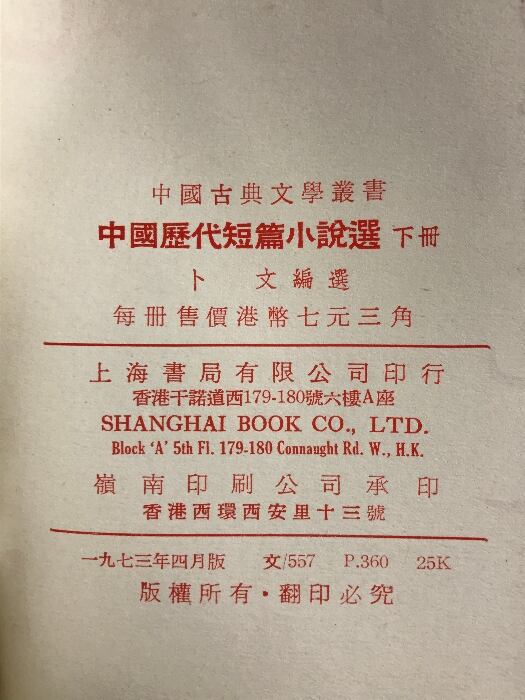 中國古典文學叢書
中國歷代短篇小說選 下冊
卜文編選
每册售價港幣七元三角
上海書局有限公司印行
香港干諾道西179-180號六樓A座
SHANGHAI BOOK CO., LTD.
Block 'A' 5th Fl. 179-180 Connaught Rd. W., H.K.
嶺南印刷公司承印
香港西環西安里十三號
一九七三年四月版 文/557 P.360 25K
版權所有·翻印必究